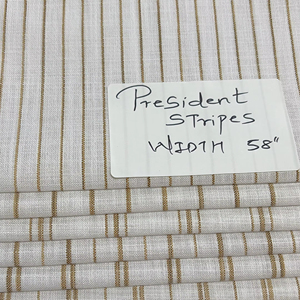 President
STripes
WIDTH 58"